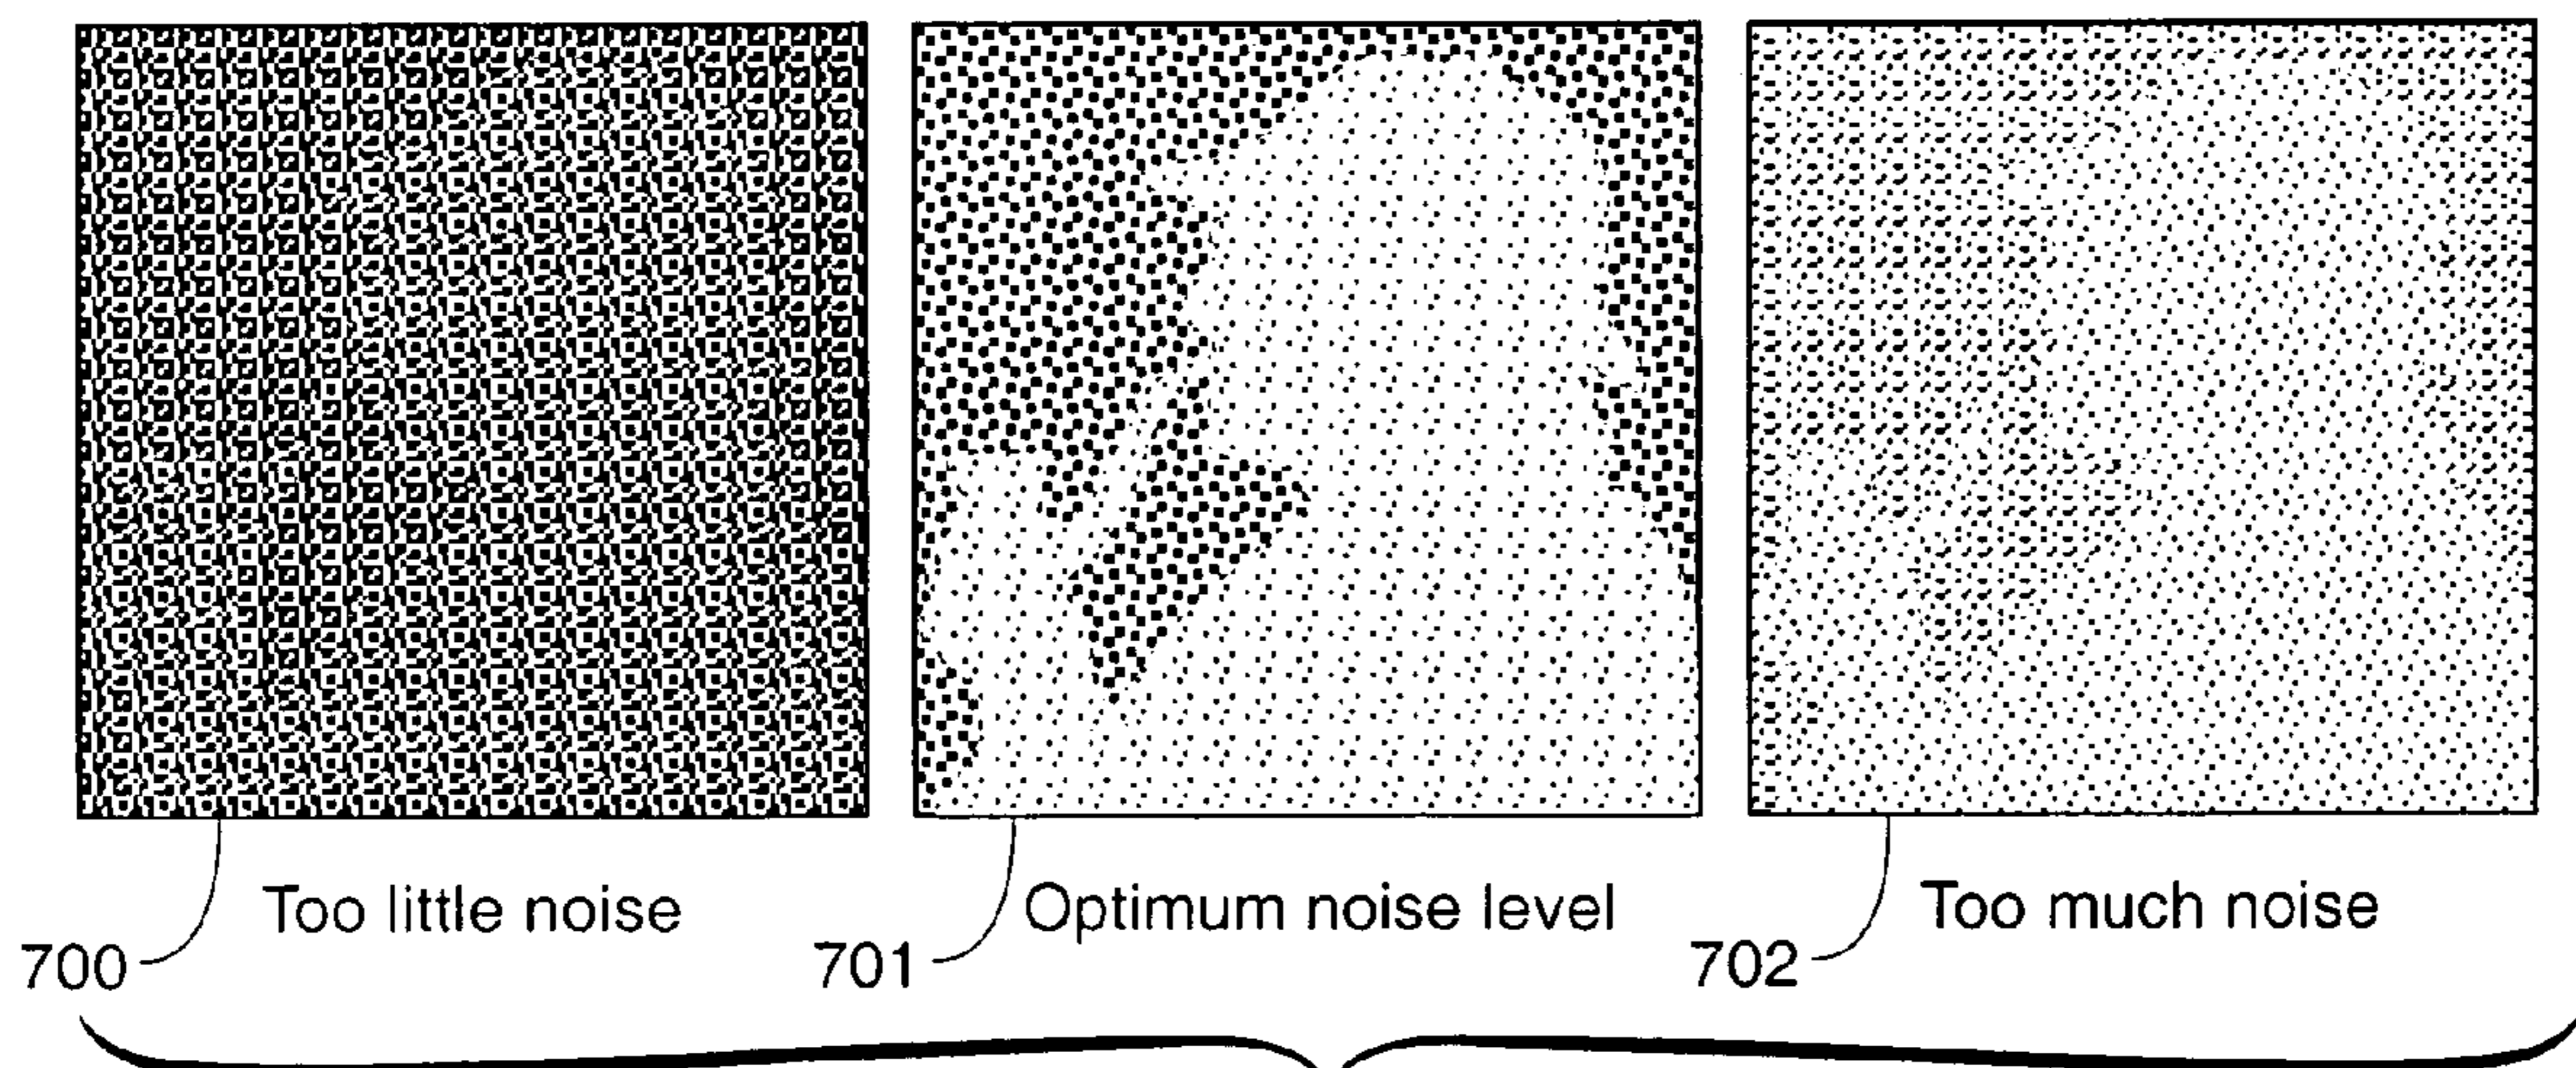 Too little noise
700
Optimum noise level
701
Too much noise
702